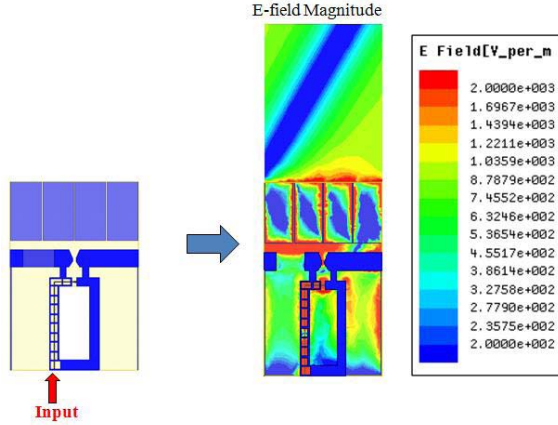 E-field Magnitude
E Field[V_per_m
2.0000e+003
1.6967e+003
1.4394e+003
1.2211e+003
1.0359e+003
8.7879e+002
7.4552e+002
6.3246e+002
5.3654e+002
4.5517e+002
3.8614e+002
3.2758e+002
2.7790e+002
2.3575e+002
2.0000e+002
Input